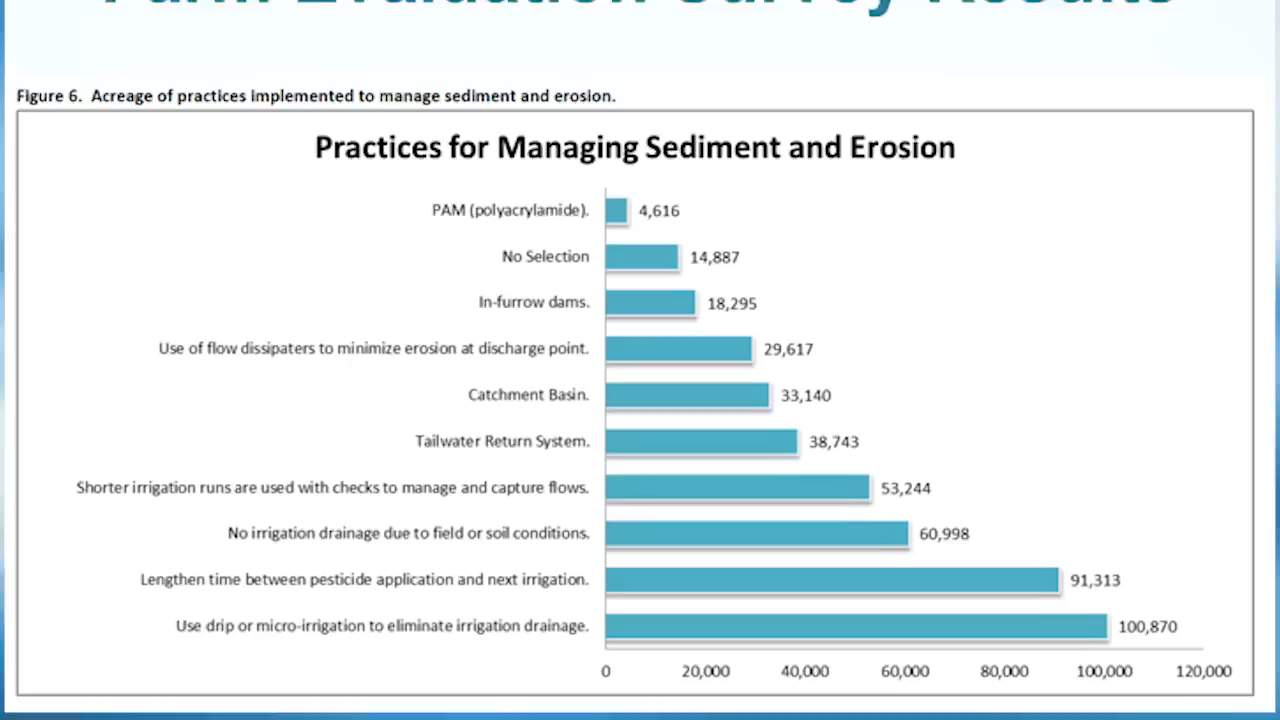 Farm Evaluation Survey Results
Figure 6.  Acreage of practices implemented to manage sediment and erosion.
Practices for Managing Sediment and Erosion
PAM (polyacrylamide). 4,616
No Selection 14,887
In-furrow dams. 18,295
Use of flow dissipaters to minimize erosion at discharge point. 29,617
Catchment Basin. 33,140
Tailwater Return System. 38,743
Shorter irrigation runs are used with checks to manage and capture flows. 53,244
No irrigation drainage due to field or soil conditions. 60,998
Lengthen time between pesticide application and next irrigation. 91,313
Use drip or micro-irrigation to eliminate irrigation drainage. 100,870
0 20,000 40,000 60,000 80,000 100,000 120,000